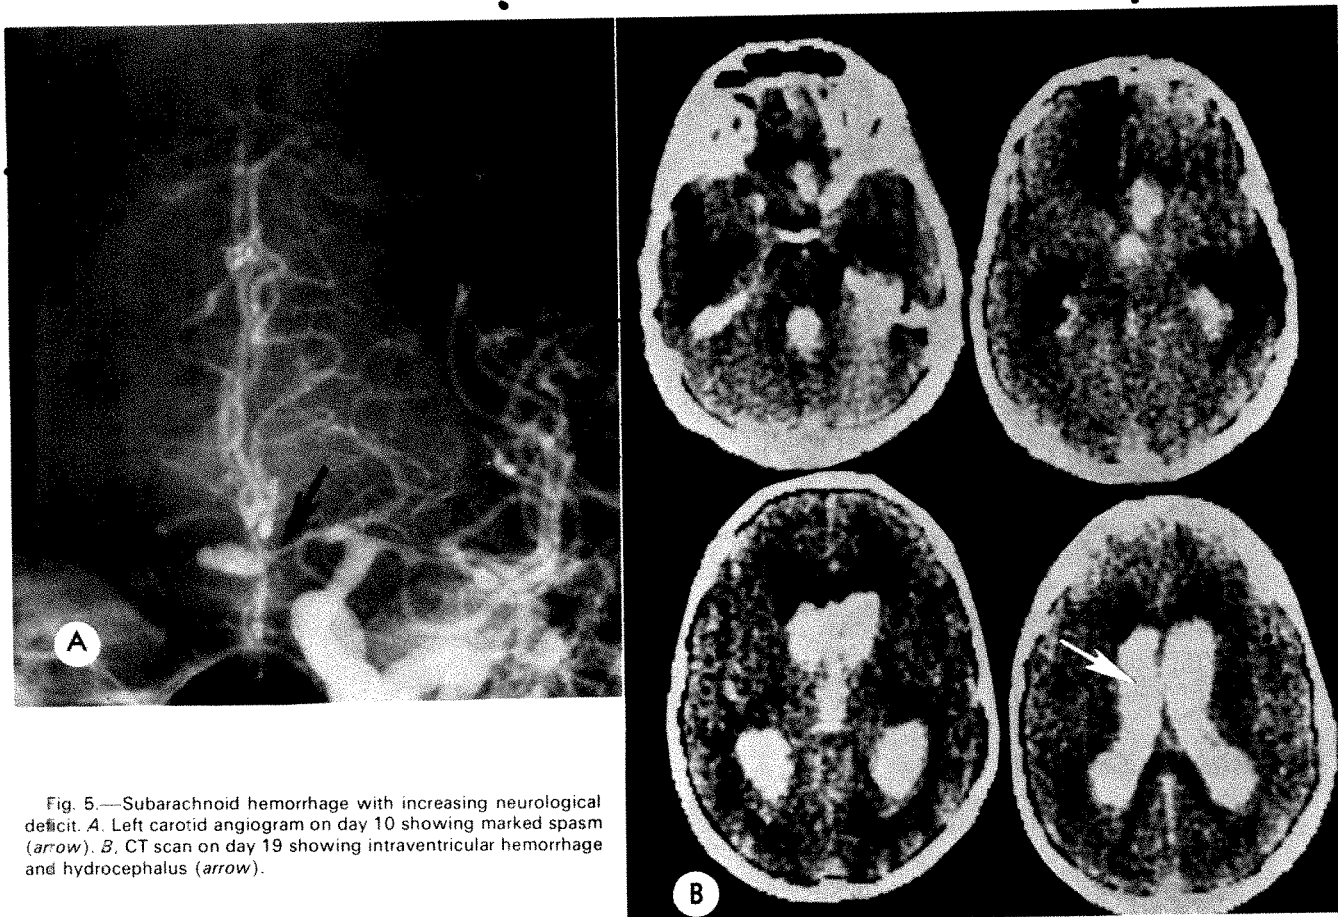 A
B
Fig. 5.—Subarachnoid hemorrhage with increasing neurological
deficit. A. Left carotid angiogram on day 10 showing marked spasm
(arrow). B, CT scan on day 19 showing intraventricular hemorrhage
and hydrocephalus (arrow).